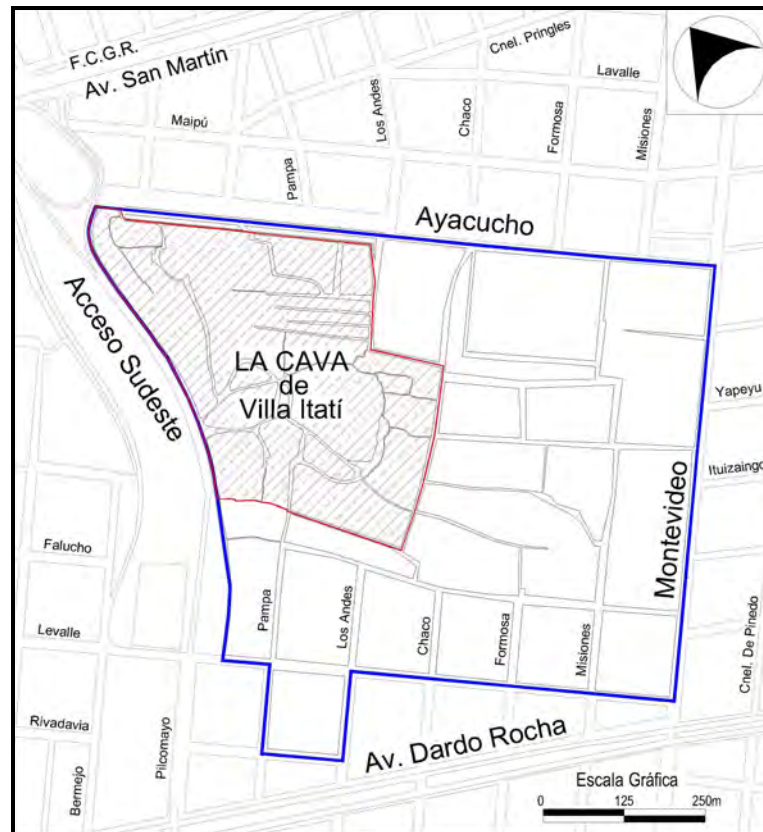 F.C.G.R.
Av. San Martín
Cnel. Pringles
Lavalle
Maipú
Los Andes
Chaco
Formosa
Misiones
Pampa
Ayacucho
Acceso Sudeste
LA CAVA
de
Villa Itatí
Yapeyu
Ituizaingo
Montevideo
Falucho
Pampa
Los Andes
Chaco
Formosa
Misiones
Levalle
Cnel. De Pinedo
Rivadavia
Bermejo
Pilcomayo
Av. Dardo Rocha
Escala Gráfica
0 125 250m